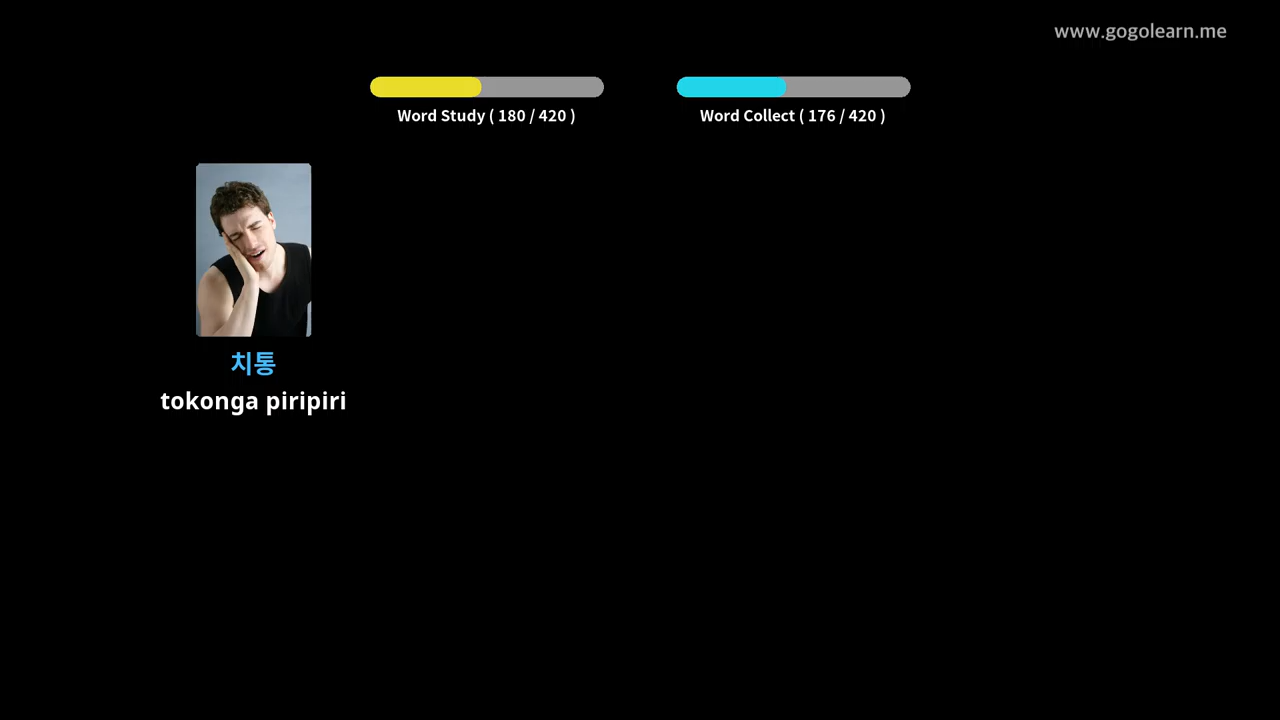 www.gogolearn.me
Word Study ( 180 / 420 )
Word Collect ( 176 / 420 )
치통
tokonga piripiri